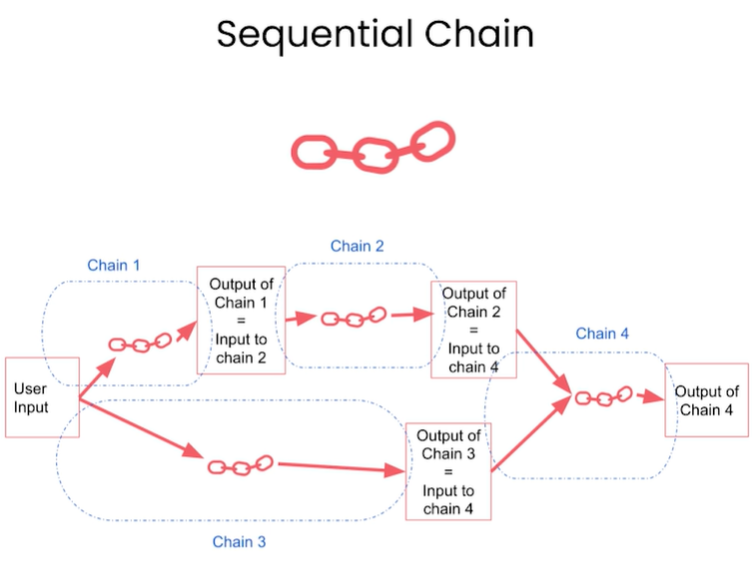 Sequential Chain
Chain 1
Chain 2
Output of
Chain 1
=
Input to
chain 2
Output of
Chain 2
=
Input to
chain 4
Chain 4
User
Input
Output of
Chain 4
Output of
Chain 3
=
Input to
chain 4
Chain 3